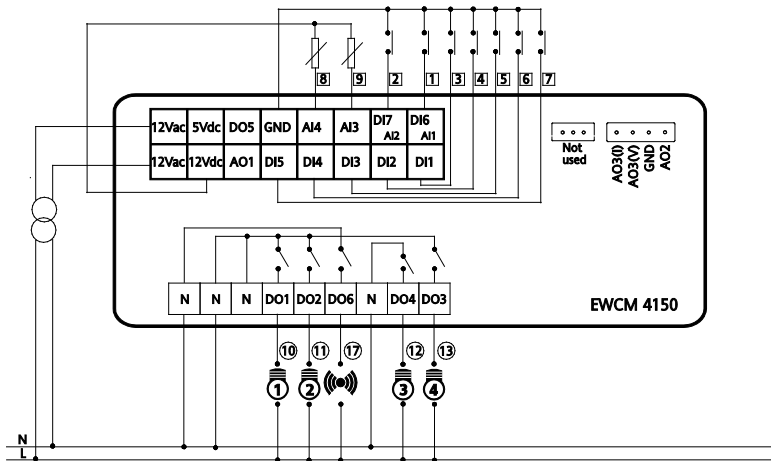 8 9 2 1 3 4 5 6 7
12Vac 5Vdc DO5 GND AI4 AI3 DI7 AI2 DI6 AI1
12Vac 12Vdc AO1 DI5 DI4 DI3 DI2 DI1
Not used
AO3(I)
AO3(V)
GND
AO2
N N N DO1 DO2 DO6 N DO4 DO3
EWCM 4150
10 11 17 12 13
1 2 3 4
N
L